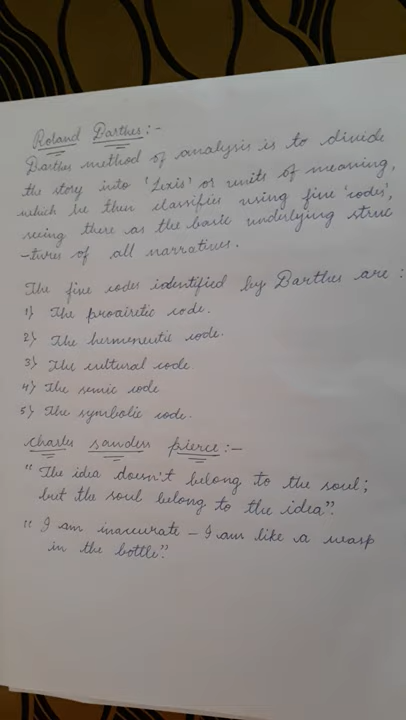 Roland Barthes:-
Barthes method of analysis is to divide
the story into 'Lexis' or units of meaning,
which he then classifies using five 'codes',
seeing these as the basic underlying struc
-tures of all narratives.
The five codes identified by Barthes are :
1) The proairetic code.
2) The hermeneutic code.
3) The cultural code.
4) The semic code
5) The symbolic code.
Charles sanders pierce:-
"The idea doesn't belong to the soul;
but the soul belong to the idea".
"I am inaccurate - I am like a wasp
in the bottle".